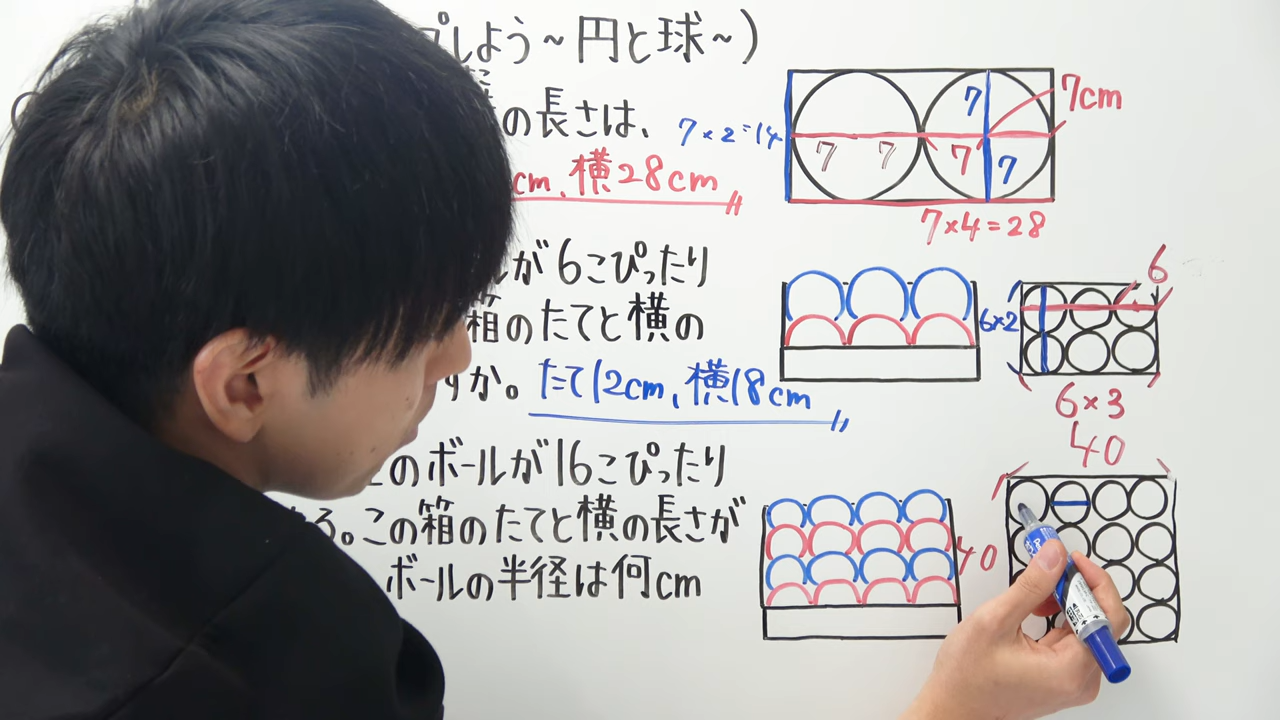 プしよう~円と球~)
の長さは、
cm、横28cm
が6こぴったり
箱のたてと横の
すか。たて12cm、横18cm
このボールが16こぴったり
る。この箱のたてと横の長さが
ボールの半径は何cm
7
7cm
7×2=14
7 7 7 7
7×4=28
6
6×2
6×3
40
40